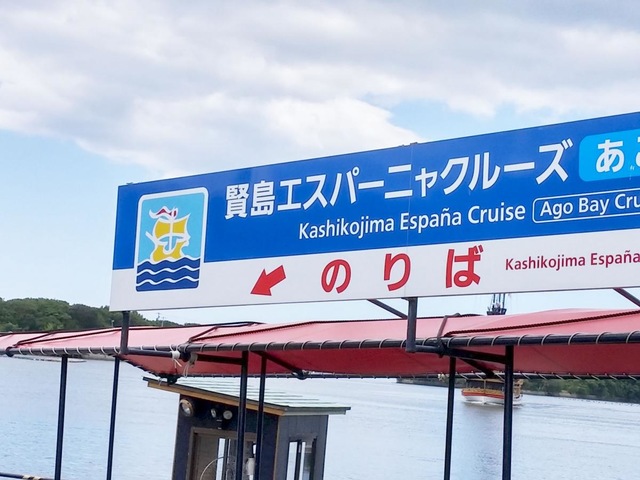 賢島エスパーニャクルーズ あ
Kashikojima España Cruise Ago Bay
のりば Kashikojima España